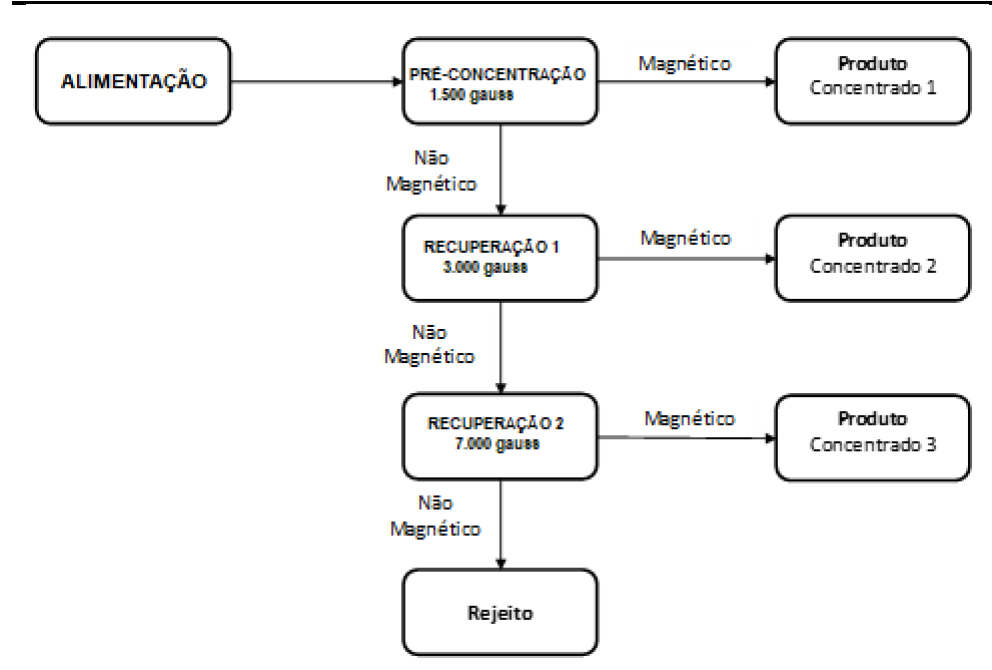 ALIMENTAÇÃO
PRÉ-CONCENTRAÇÃO
1.500 gauss
Magnético
Produto
Concentrado 1
Não
Magnético
RECUPERAÇÃO 1
3.000 gauss
Magnético
Produto
Concentrado 2
Não
Magnético
RECUPERAÇÃO 2
7.000 gauss
Magnético
Produto
Concentrado 3
Não
Magnético
Rejeito